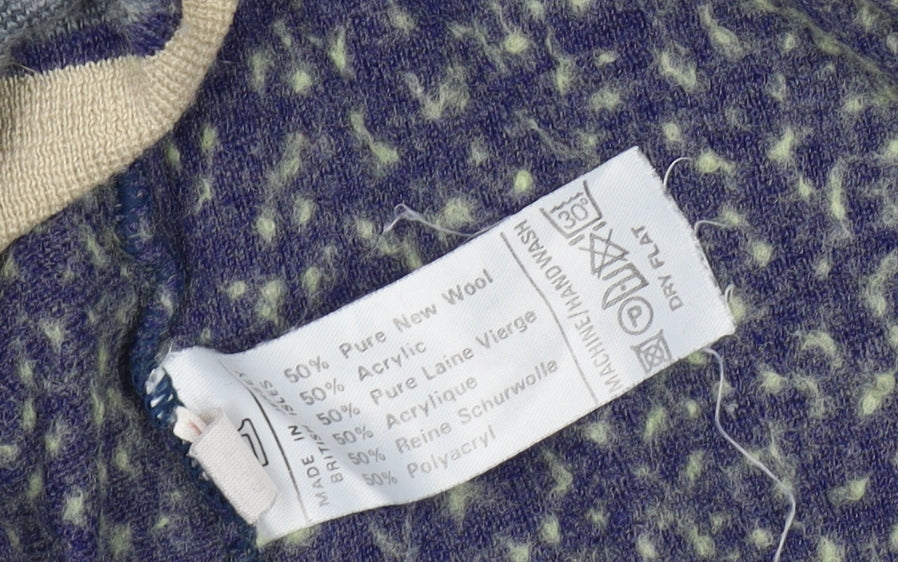 50% Pure New Wool
50% Acrylic
50% Pure Laine Vierge
50% Acrylique
50% Reine Schurwolle
50% Polyacryl
MADE IN
BRITISH ISLES
MACHINE/HANDWASH
30°
P
DRY FLAT